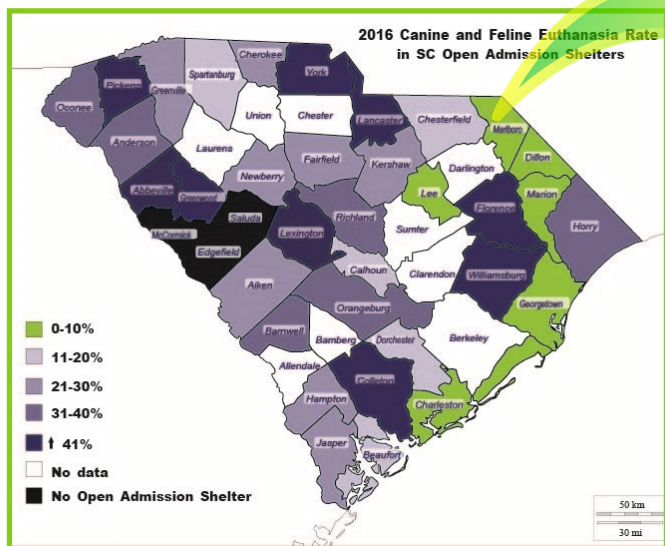 2016 Canine and Feline Euthanasia Rate
in SC Open Admission Shelters
Cherokee
York
Spartanburg
Pickens
Greenville
Oconee
Union
Chester
Lancaster
Chesterfield
Marlboro
Anderson
Laurens
Dillon
Fairfield
Kershaw
Darlington
Newberry
Lee
Marion
Abbeville
Greenwood
Florence
Saluda
Richland
Horry
McCormick
Lexington
Sumter
Edgefield
Calhoun
Clarendon
Williamsburg
Aiken
Georgetown
Orangeburg
Barnwell
Bamberg
Dorchester
Berkeley
Allendale
Colleton
Hampton
Charleston
Jasper
Beaufort
0-10%
11-20%
21-30%
31-40%
⬆ 41%
No data
No Open Admission Shelter
50 km
30 mi